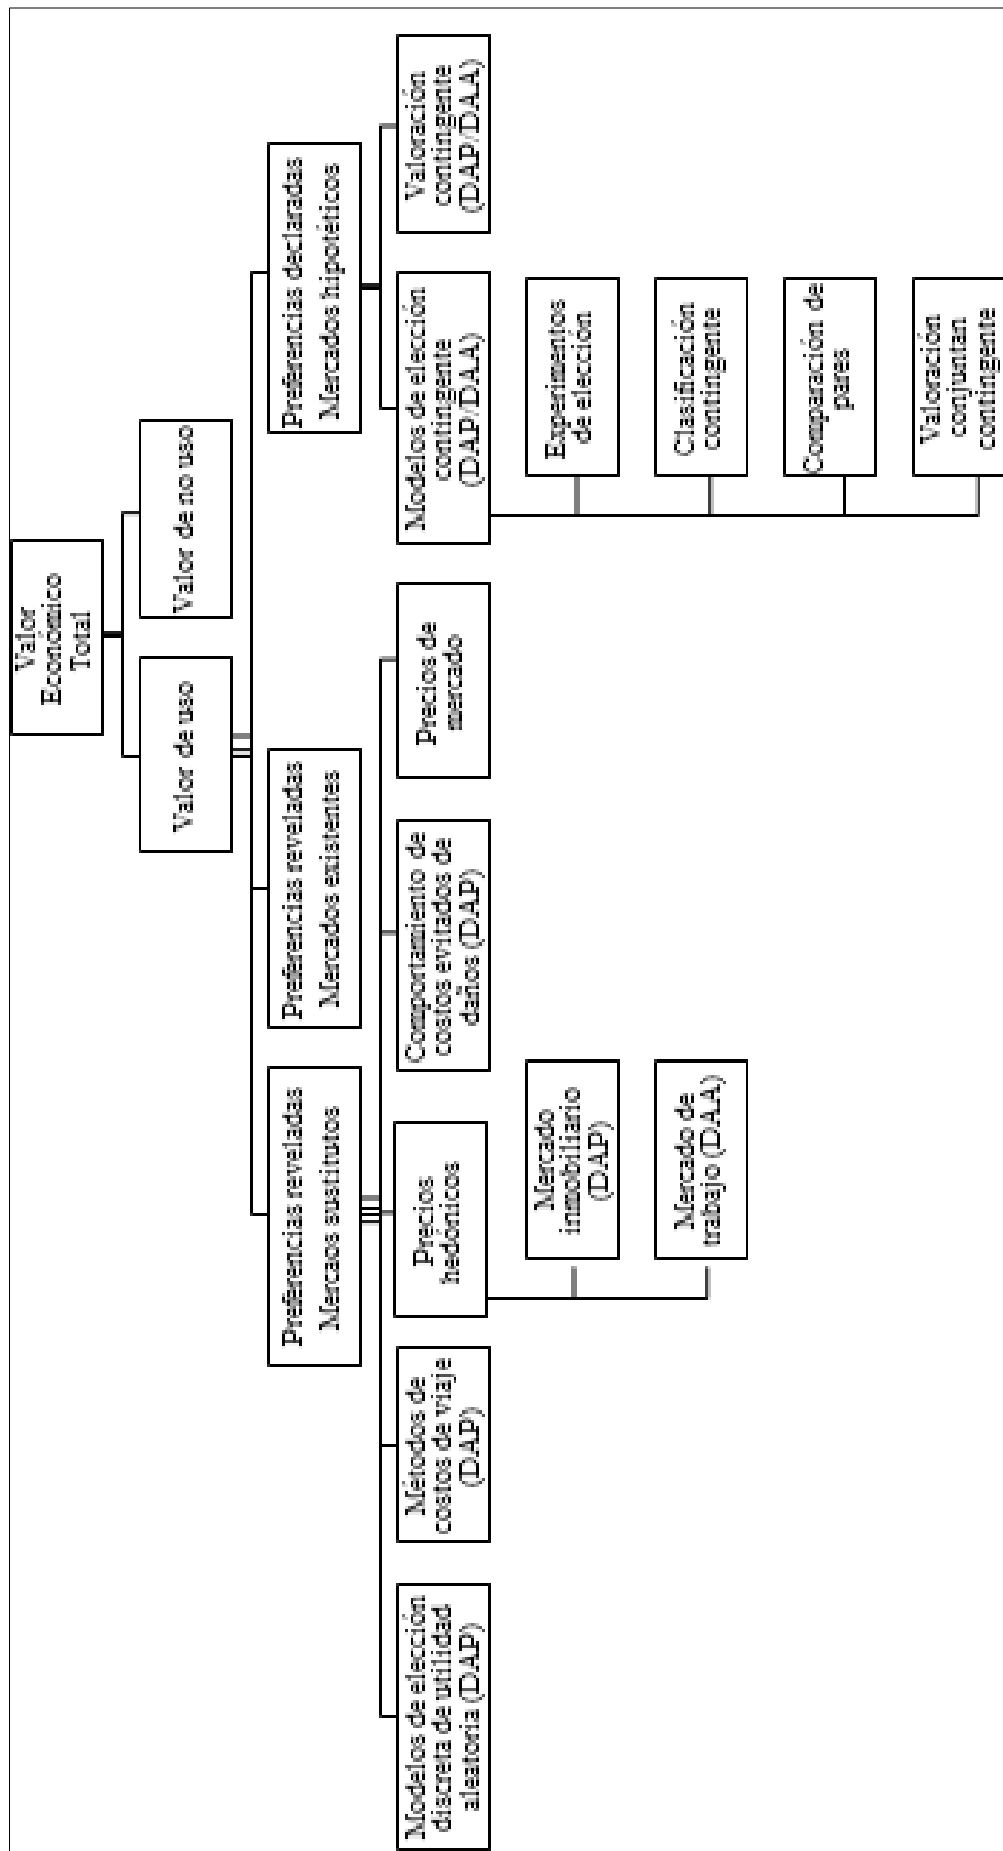 Valor
Económico
Total
Valor de uso
Valor de no uso
Preferencias reveladas
Mercaos sustitutos
Preferencias reveladas
Mercados existentes
Preferencias declaradas
Mercados hipotéticos
Modelos de elección
discreta de utilidad
aleatoria (DAP)
Métodos de
costos de viaje
(DAP)
Precios
hedónicos
Comportamiento de
costos evitados de
daños (DAP)
Precios de
mercado
Modelos de elección
contingente
(DAP/DAA)
Valoración
contingente
(DAP/DAA)
Mercado
inmobiliario
(DAP)
Mercado de
trabajo (DAA)
Experimentos
de elección
Clasificación
contingente
Comparación de
pares
Valoración
conjuntan
contingente